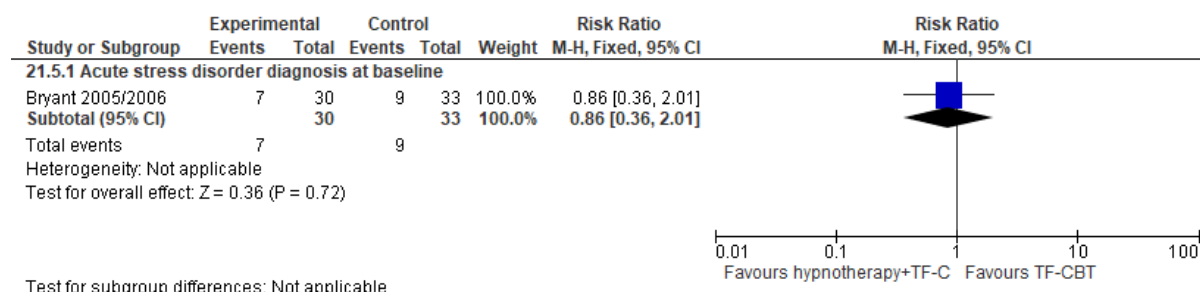 Experimental Control Risk Ratio Risk Ratio
Study or Subgroup Events Total Events Total Weight M-H, Fixed, 95% CI M-H, Fixed, 95% CI
21.5.1 Acute stress disorder diagnosis at baseline
Bryant 2005/2006 7 30 9 33 100.0% 0.86 [0.36, 2.01]
Subtotal (95% CI) 30 33 100.0% 0.86 [0.36, 2.01]
Total events 7 9
Heterogeneity: Not applicable
Test for overall effect: Z = 0.36 (P = 0.72)
0.01 0.1 1 10 100
Favours hypnotherapy+TF-C Favours TF-CBT
Test for subgroup differences: Not applicable